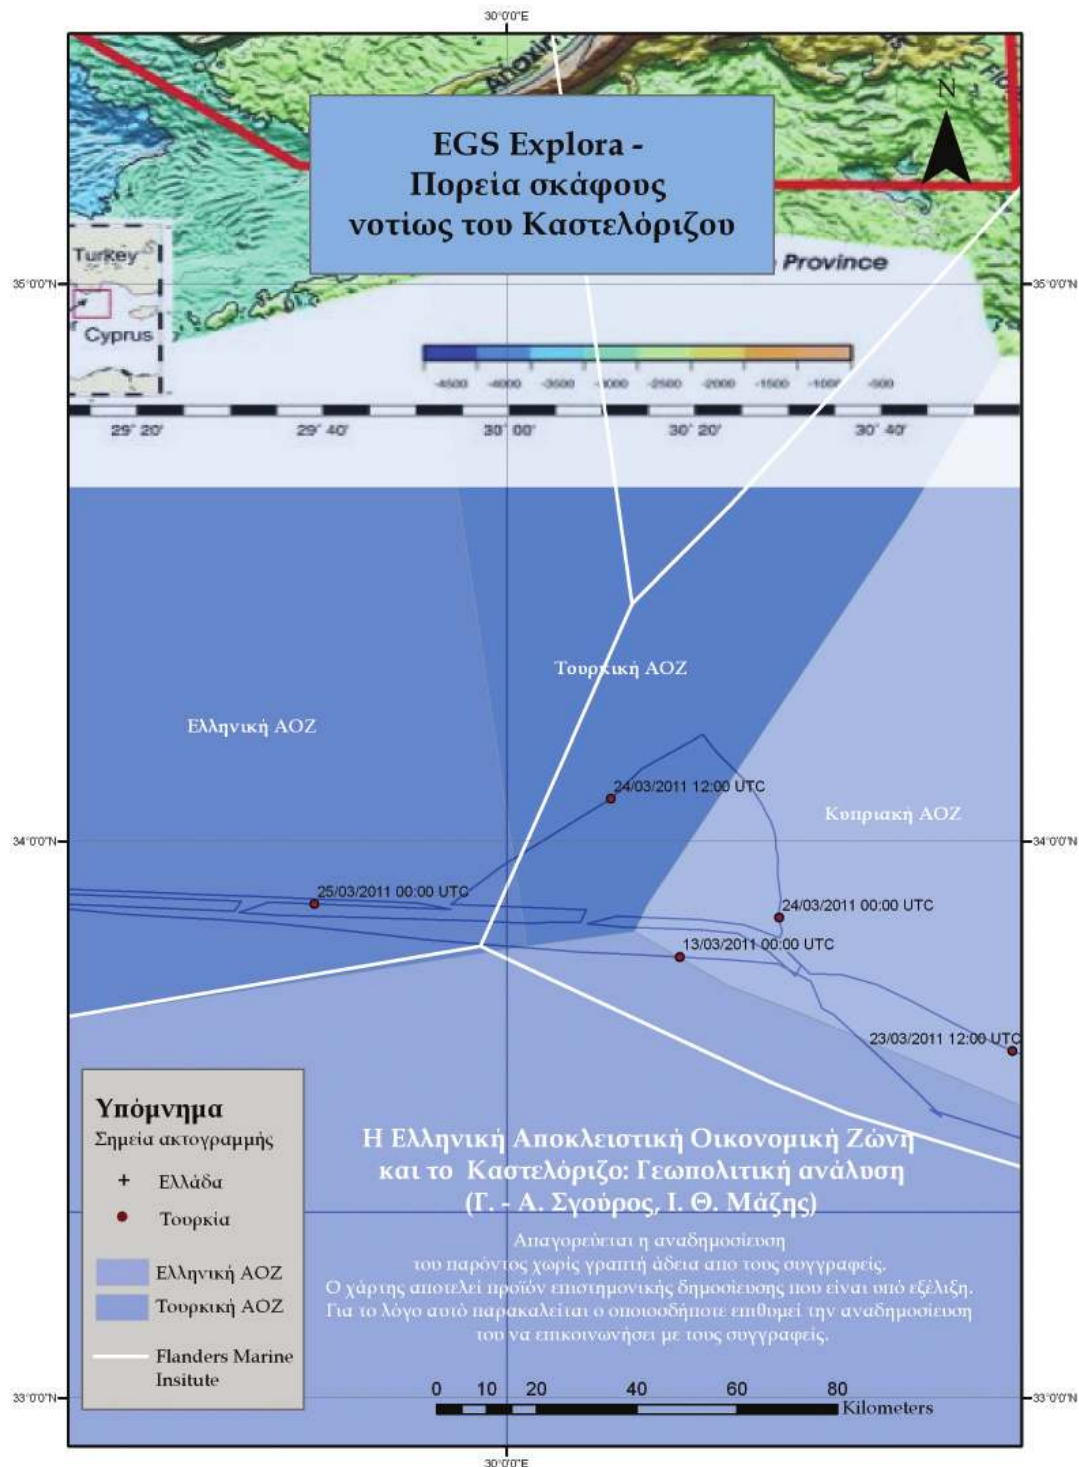 30°0'0"E
N
EGS Explora -
Πορεία σκάφους
νοτίως του Καστελόριζου
Turkey
Cyprus
Province
35°0'0"N
35°0'0"N
-4500 -4000 -3500 -3000 -2500 -2000 -1500 -1000 -500
29° 20' 29° 40' 30° 00' 30° 20' 30° 40'
Τουρκική ΑΟΖ
Ελληνική ΑΟΖ
24/03/2011 12:00 UTC
Κυπριακή ΑΟΖ
34°0'0"N
34°0'0"N
25/03/2011 00:00 UTC
24/03/2011 00:00 UTC
13/03/2011 00:00 UTC
23/03/2011 12:00 UTC
Υπόμνημα
Σημεία ακτογραμμής
+ Ελλάδα
Τουρκία
Ελληνική ΑΟΖ
Τουρκική ΑΟΖ
Flanders Marine
Insitute
Η Ελληνική Αποκλειστική Οικονομική Ζώνη
και το Καστελόριζο: Γεωπολιτική ανάλυση
(Γ. - Α. Σγούρος, Ι. Θ. Μάζης)
Απαγορεύεται η αναδημοσίευση
του παρόντος χωρίς γραπτή άδεια απο τους συγγραφείς.
Ο χάρτης αποτελεί προϊόν επιστημονικής δημοσίευσης που είναι υπό εξέλιξη.
Για το λόγο αυτό παρακαλείται ο οποιοσδήποτε επιθυμεί την αναδημοσίευση
του να επικοινωνήσει με τους συγγραφείς.
0 10 20 40 60 80
Kilometers
33°0'0"N
33°0'0"N
30°0'0"E